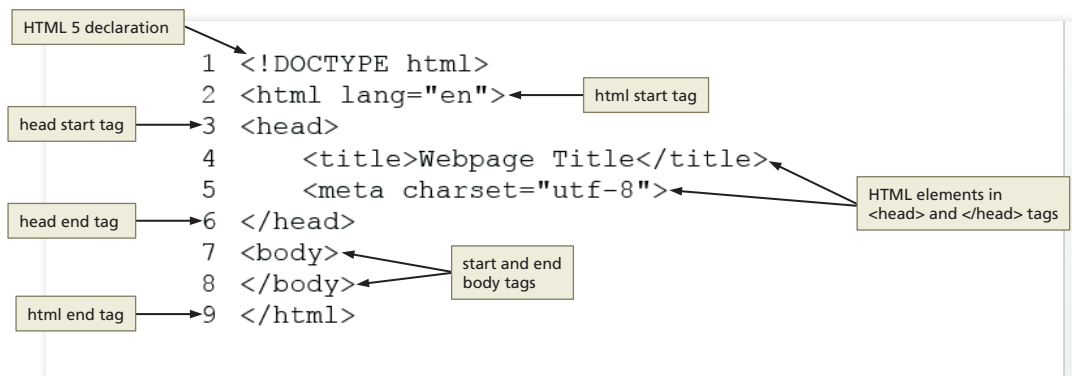 HTML 5 declaration
1 <!DOCTYPE html>
2 <html lang="en">
html start tag
head start tag
3 <head>
4 <title>Webpage Title</title>
5 <meta charset="utf-8">
HTML elements in
<head> and </head> tags
head end tag
6 </head>
7 <body>
start and end
body tags
8 </body>
html end tag
9 </html>